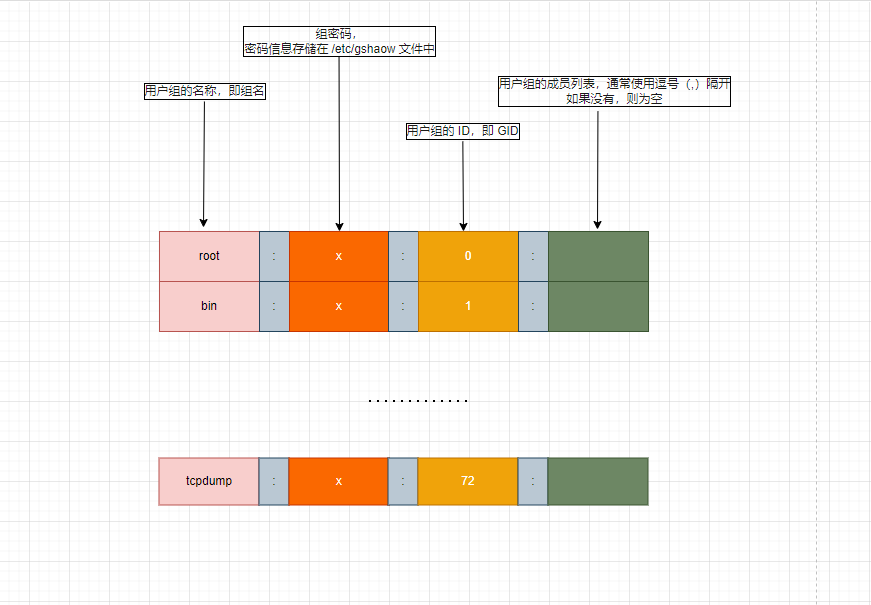 组密码，
密码信息存储在 /etc/gshaow 文件中
用户组的名称，即组名
用户组的成员列表，通常使用逗号（,）隔开
如果没有，则为空
用户组的 ID，即 GID
root : x : 0 :
bin : x : 1 :
.............
tcpdump : x : 72 :